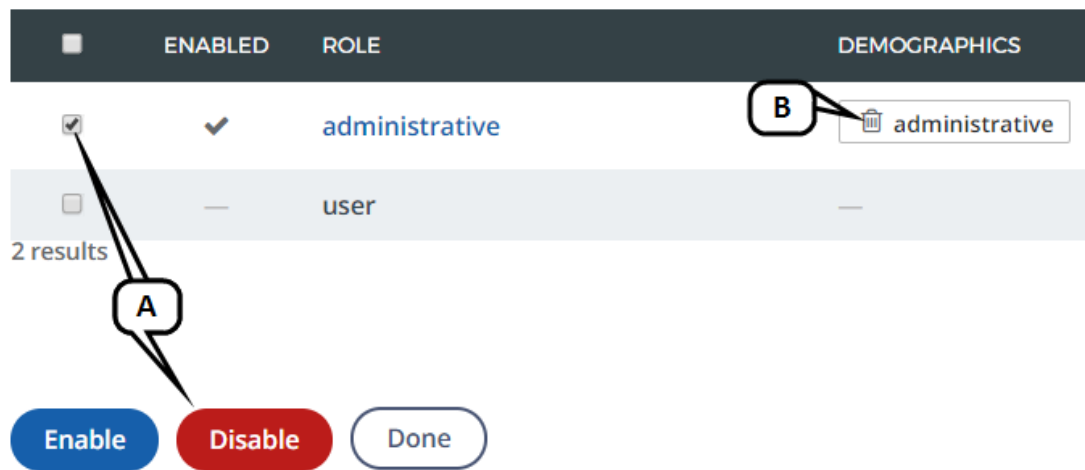 ENABLED ROLE DEMOGRAPHICS
administrative B administrative
user
2 results
A
Enable Disable Done